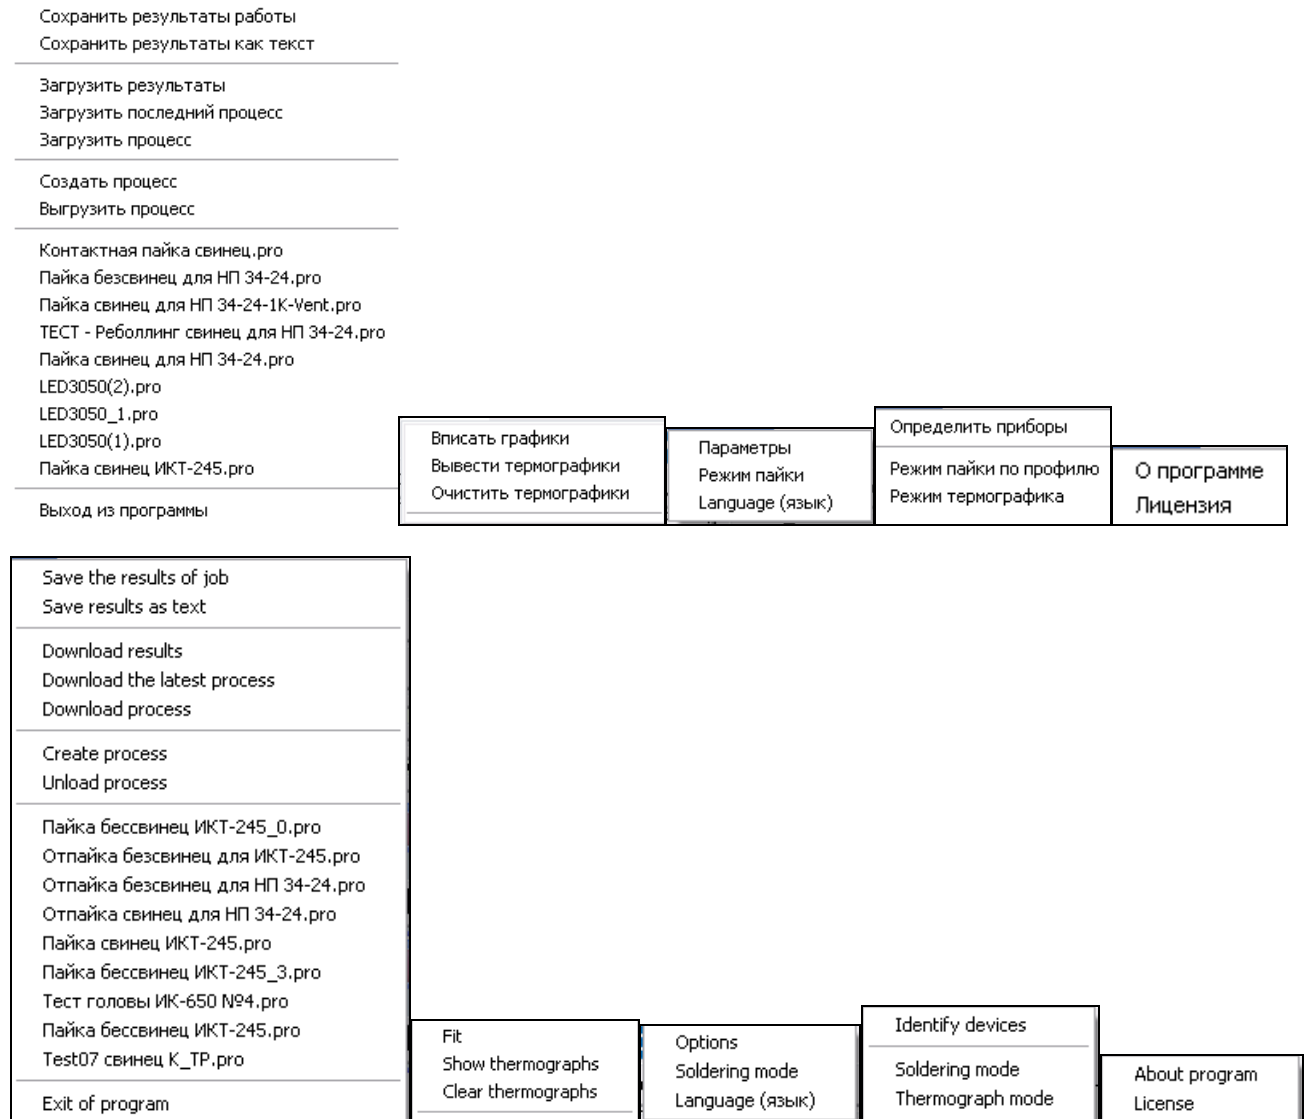 Сохранить результаты работы
Сохранить результаты как текст
Загрузить результаты
Загрузить последний процесс
Загрузить процесс
Создать процесс
Выгрузить процесс
Контактная пайка свинец.pro
Пайка безсвинец для НП 34-24.pro
Пайка свинец для НП 34-24-1К-Vent.pro
ТЕСТ - Реболлинг свинец для НП 34-24.pro
Пайка свинец для НП 34-24.pro
LED3050(2).pro
LED3050_1.pro
LED3050(1).pro
Пайка свинец ИКТ-245.pro
Выход из программы
Вписать графики
Вывести термографики
Очистить термографики
Параметры
Режим пайки
Language (язык)
Определить приборы
Режим пайки по профилю
Режим термографика
О программе
Лицензия
Save the results of job
Save results as text
Download results
Download the latest process
Download process
Create process
Unload process
Пайка бессвинец ИКТ-245_0.pro
Отпайка безсвинец для ИКТ-245.pro
Отпайка безсвинец для НП 34-24.pro
Отпайка свинец для НП 34-24.pro
Пайка свинец ИКТ-245.pro
Пайка бессвинец ИКТ-245_3.pro
Тест головы ИК-650 №4.pro
Пайка бессвинец ИКТ-245.pro
Test07 свинец К_ТР.pro
Exit of program
Fit
Show thermographs
Clear thermographs
Options
Soldering mode
Language (язык)
Identify devices
Soldering mode
Thermograph mode
About program
License